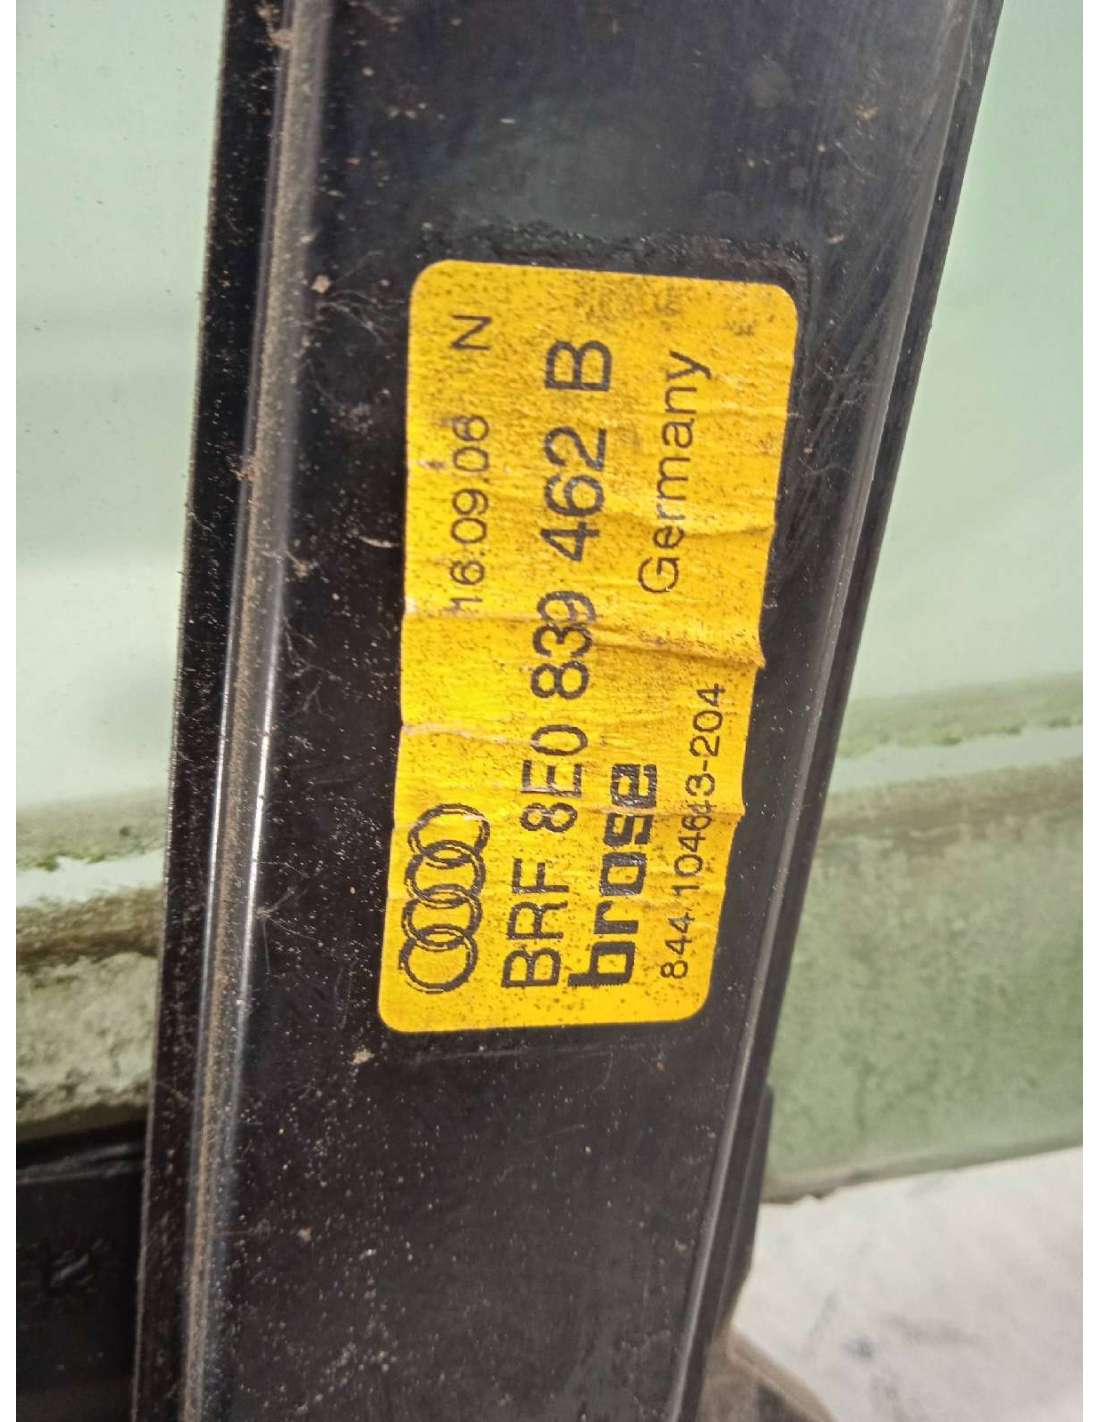 16.09.06 N
BRF 8E0 839 462 B
brose Germany
844 104643-204